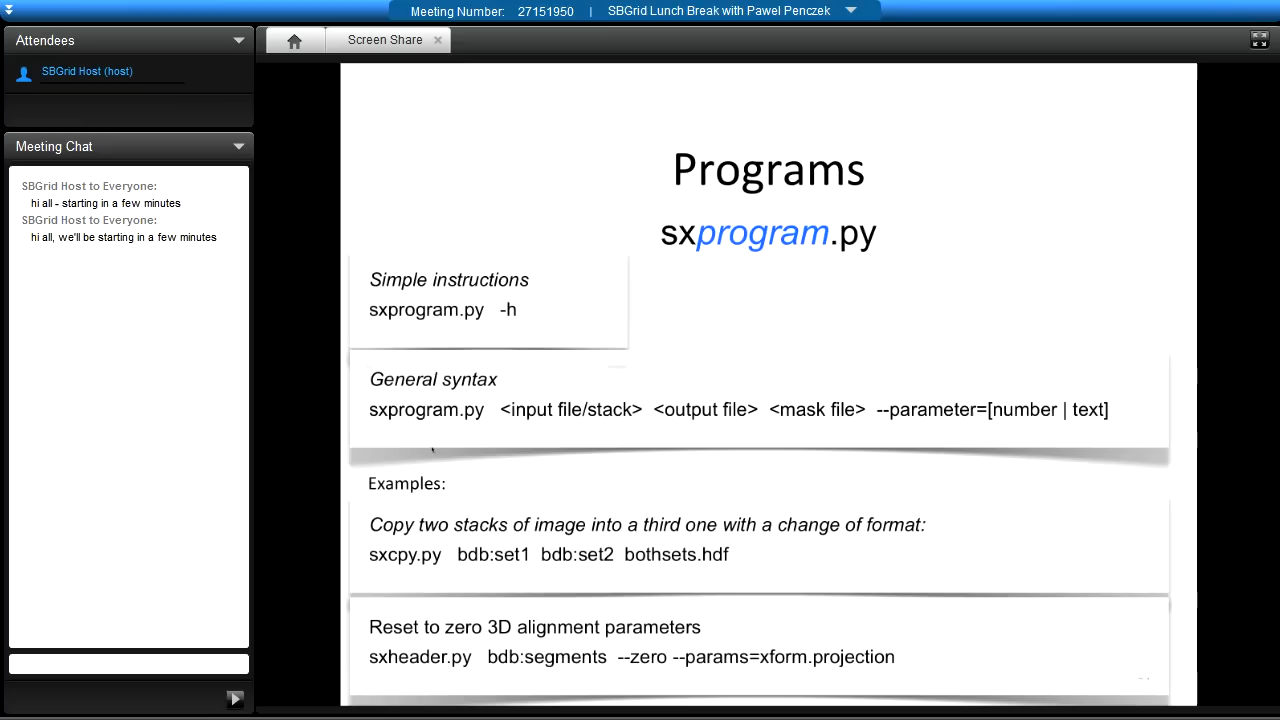 Meeting Number: 27151950 | SBGrid Lunch Break with Pawel Penczek
Attendees
SBGrid Host (host)
Meeting Chat
SBGrid Host to Everyone:
hi all - starting in a few minutes
SBGrid Host to Everyone:
hi all, we'll be starting in a few minutes
Screen Share
Programs
sxprogram.py
Simple instructions
sxprogram.py -h
General syntax
sxprogram.py <input file/stack> <output file> <mask file> --parameter=[number | text]
Examples:
Copy two stacks of image into a third one with a change of format:
sxcpy.py bdb:set1 bdb:set2 bothsets.hdf
Reset to zero 3D alignment parameters
sxheader.py bdb:segments --zero --params=xform.projection